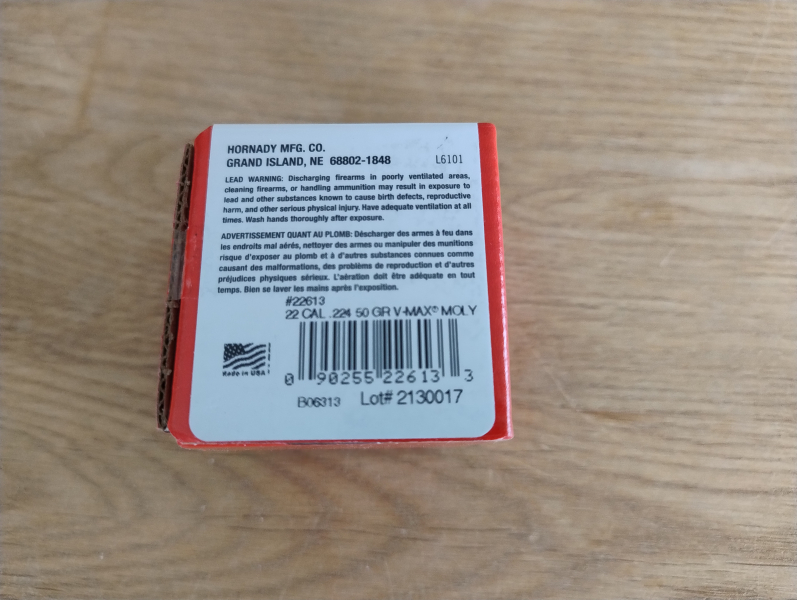 HORNADY MFG. CO.
GRAND ISLAND, NE 68802-1848 L6101
LEAD WARNING: Discharging firearms in poorly ventilated areas,
cleaning firearms, or handling ammunition may result in exposure to
lead and other substances known to cause birth defects, reproductive
harm, and other serious physical injury. Have adequate ventilation at all
times. Wash hands thoroughly after exposure.
ADVERTISSEMENT QUANT AU PLOMB: Déscharger des armes à feu dans
les endroits mal aérés, nettoyer des armes ou manipuler des munitions
risque d'exposer au plomb et à d'autres substances connues comme
causant des malformations, des problèmes de reproduction et d'autres
préjudices physiques sérieux. L'aération doit être adéquate en tout
temps. Bien se laver les mains après l'exposition.
#22613
22 CAL .224 50 GR V-MAX® MOLY
Made in USA
0 90255 22613 3
B06313 Lot# 2130017